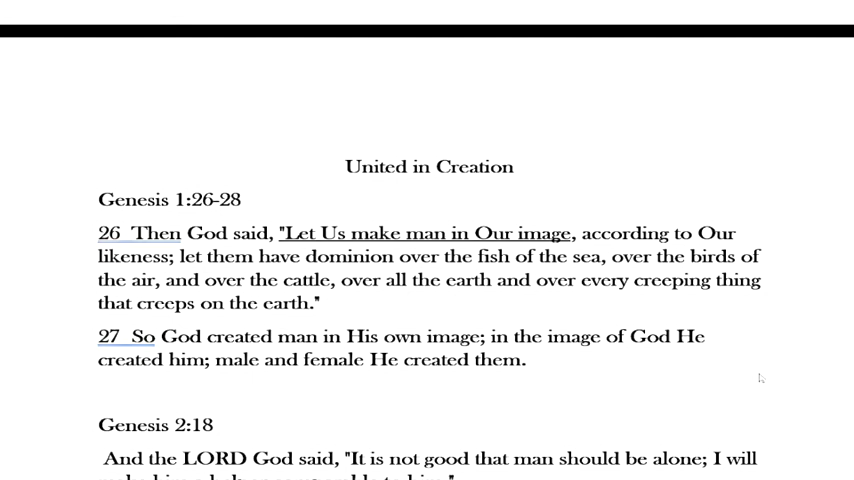 United in Creation
Genesis 1:26-28
26 Then God said, "Let Us make man in Our image, according to Our
likeness; let them have dominion over the fish of the sea, over the birds of
the air, and over the cattle, over all the earth and over every creeping thing
that creeps on the earth."
27 So God created man in His own image; in the image of God He
created him; male and female He created them.
Genesis 2:18
And the LORD God said, "It is not good that man should be alone; I will